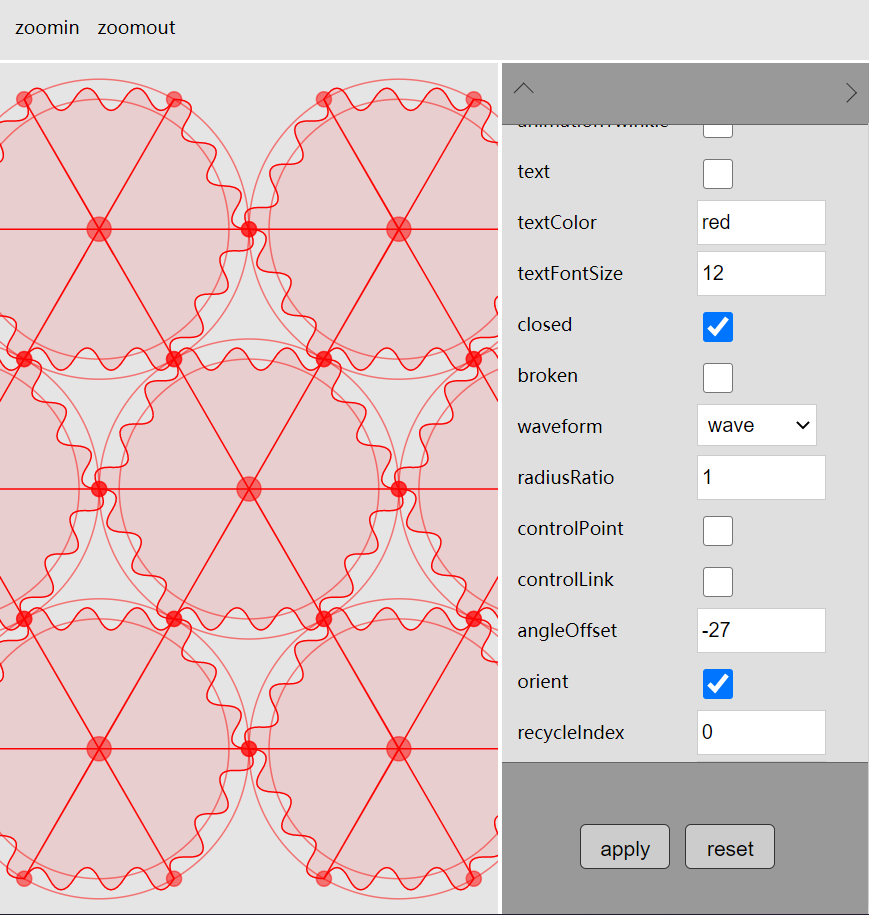 zoomin zoomout
text
textColor red
textFontSize 12
closed
broken
waveform wave
radiusRatio 1
controlPoint
controlLink
angleOffset -27
orient
recycleIndex 0
apply reset